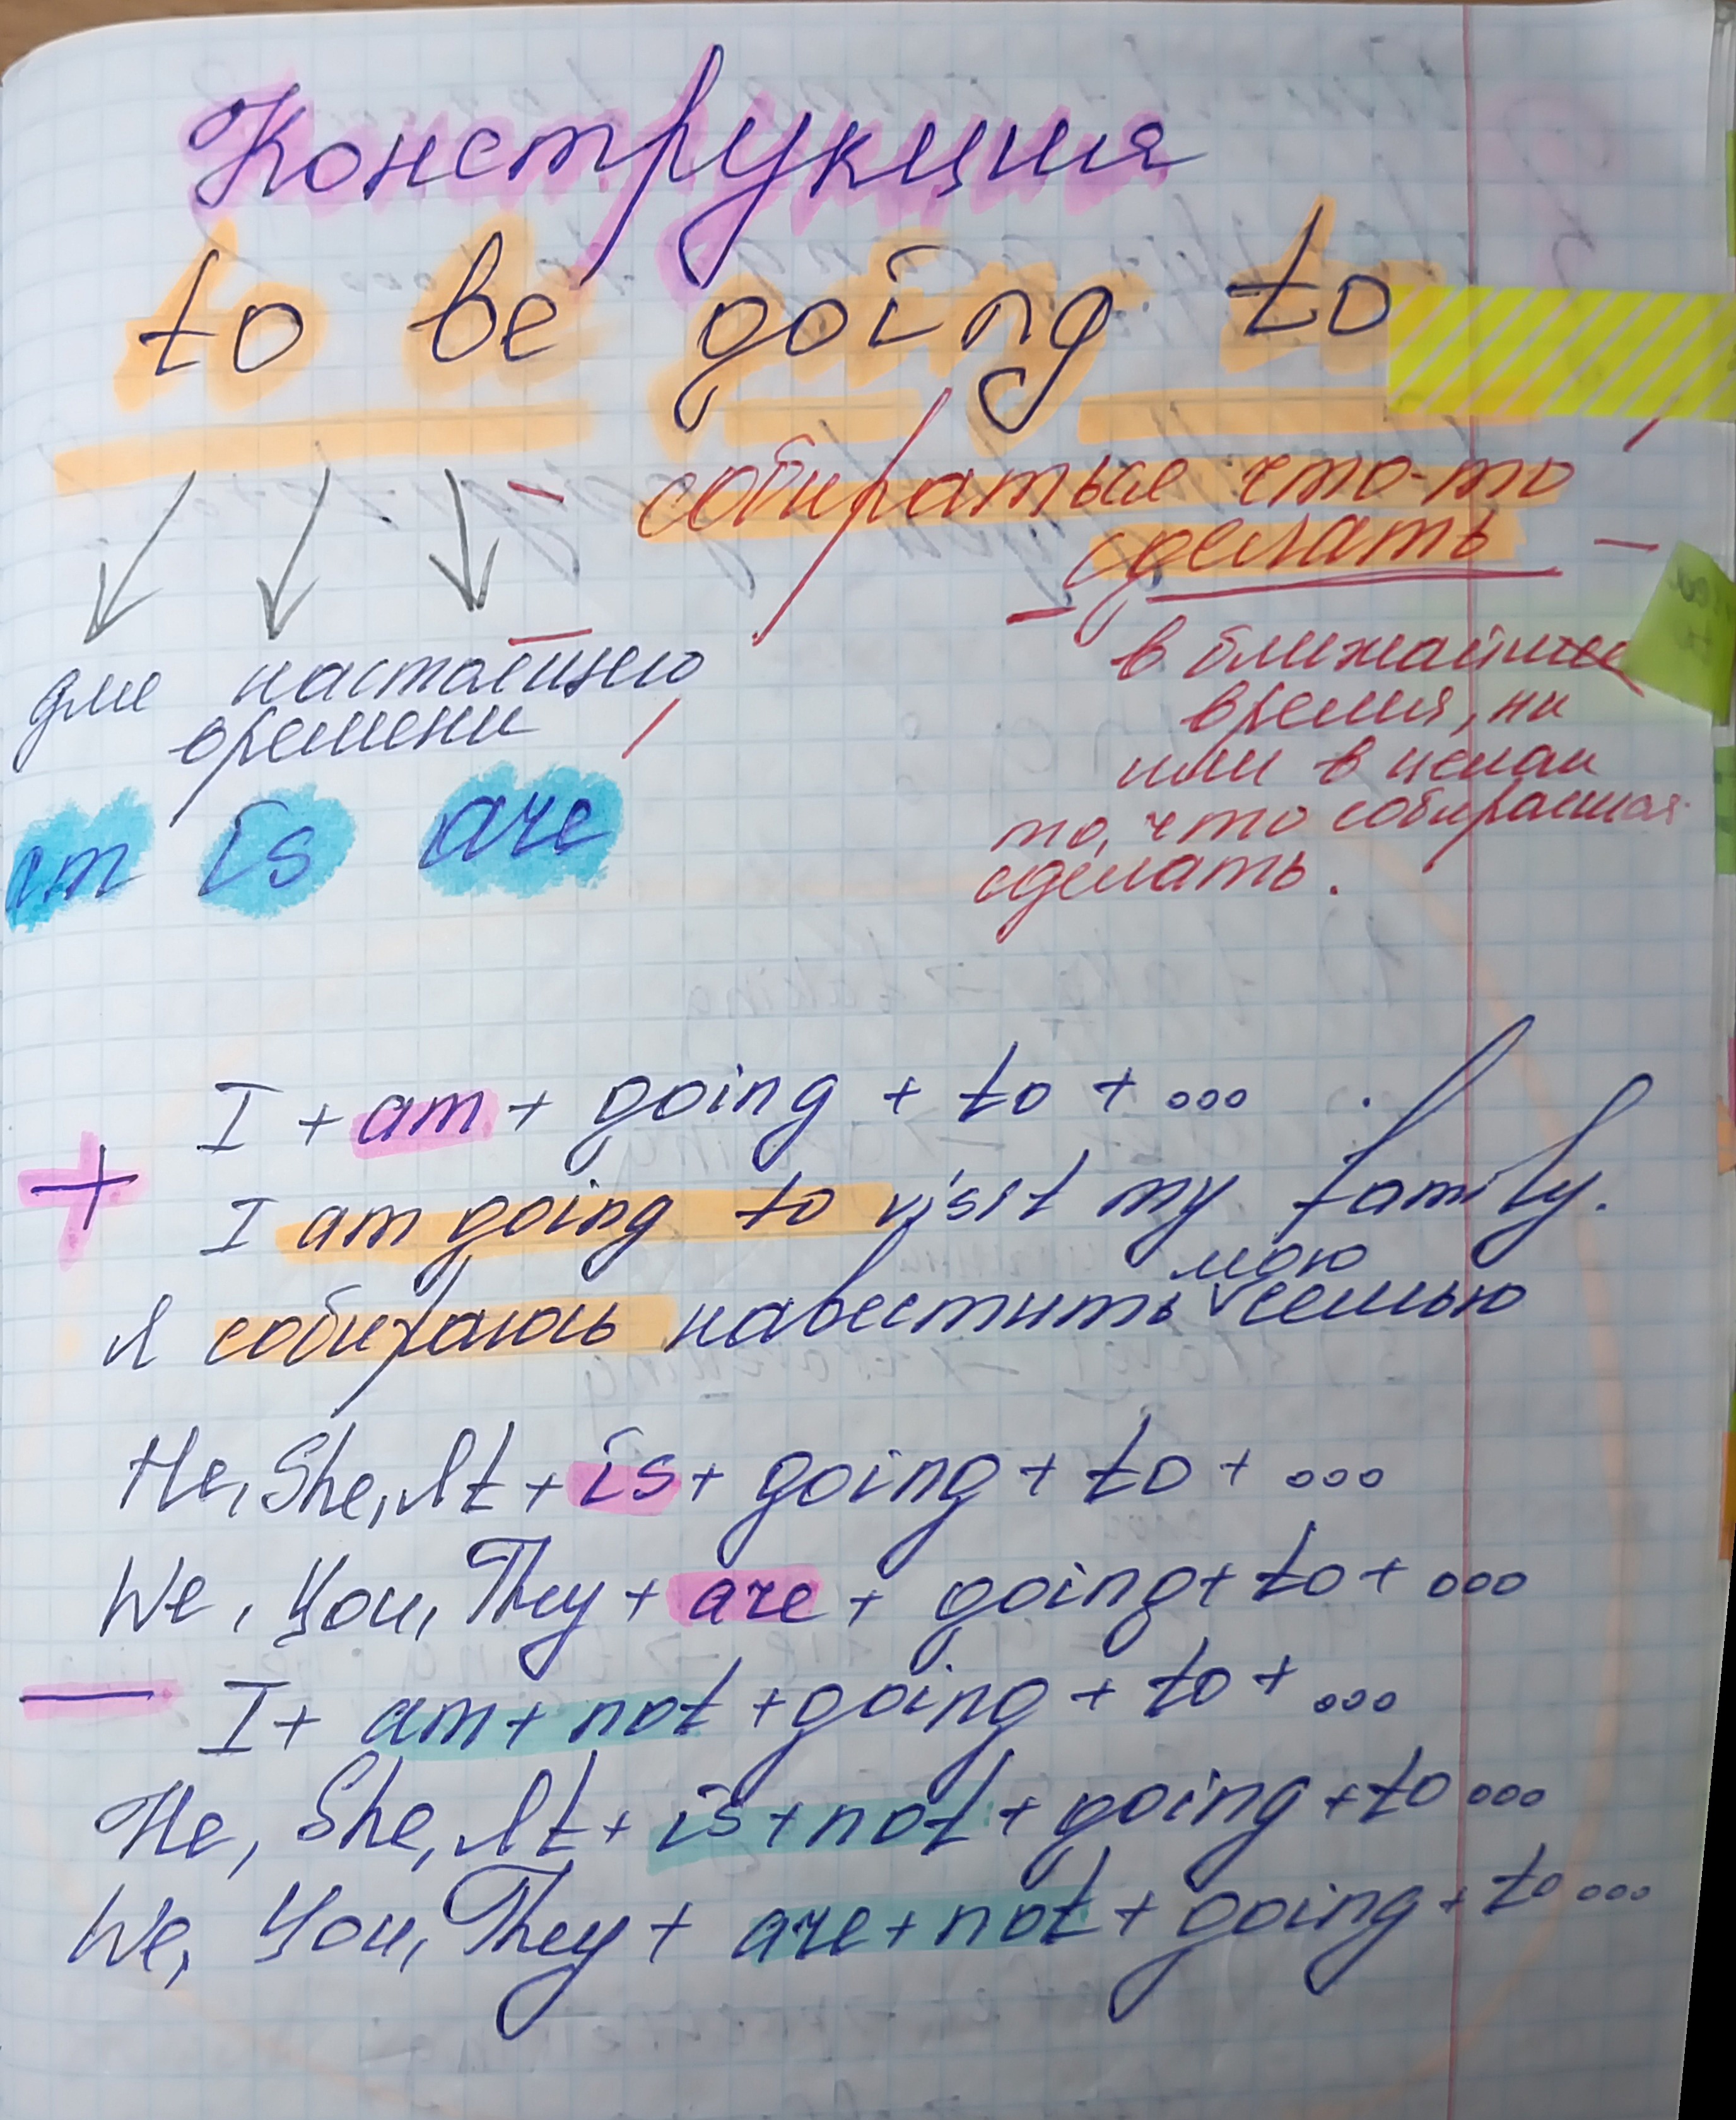 Конструкция
to be going to
- собираться что-то
сделать
для настоящего
времени
am is are
в ближайшее
время,
или в
то, что собираешься
сделать.
I + am + going + to + ...
+
I am going to visit my family.
мою
Я собираюсь навестить семью
He, She, It + is + going + to + ...
We, You, They + are + going + to + ...
— I + am + not + going + to + ...
He, She, It + is + not + going + to ...
We, You, They + are + not + going + to ...